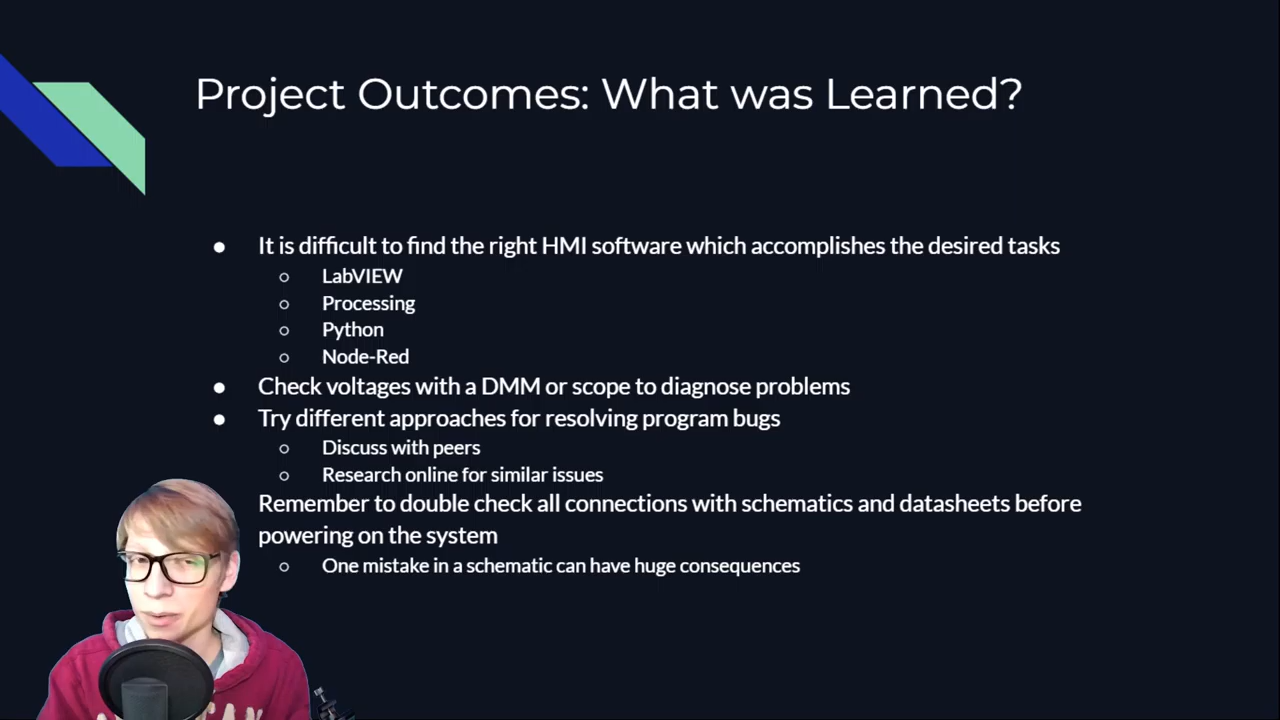 Project Outcomes: What was Learned?
It is difficult to find the right HMI software which accomplishes the desired tasks
LabVIEW
Processing
Python
Node-Red
Check voltages with a DMM or scope to diagnose problems
Try different approaches for resolving program bugs
Discuss with peers
Research online for similar issues
Remember to double check all connections with schematics and datasheets before
powering on the system
One mistake in a schematic can have huge consequences